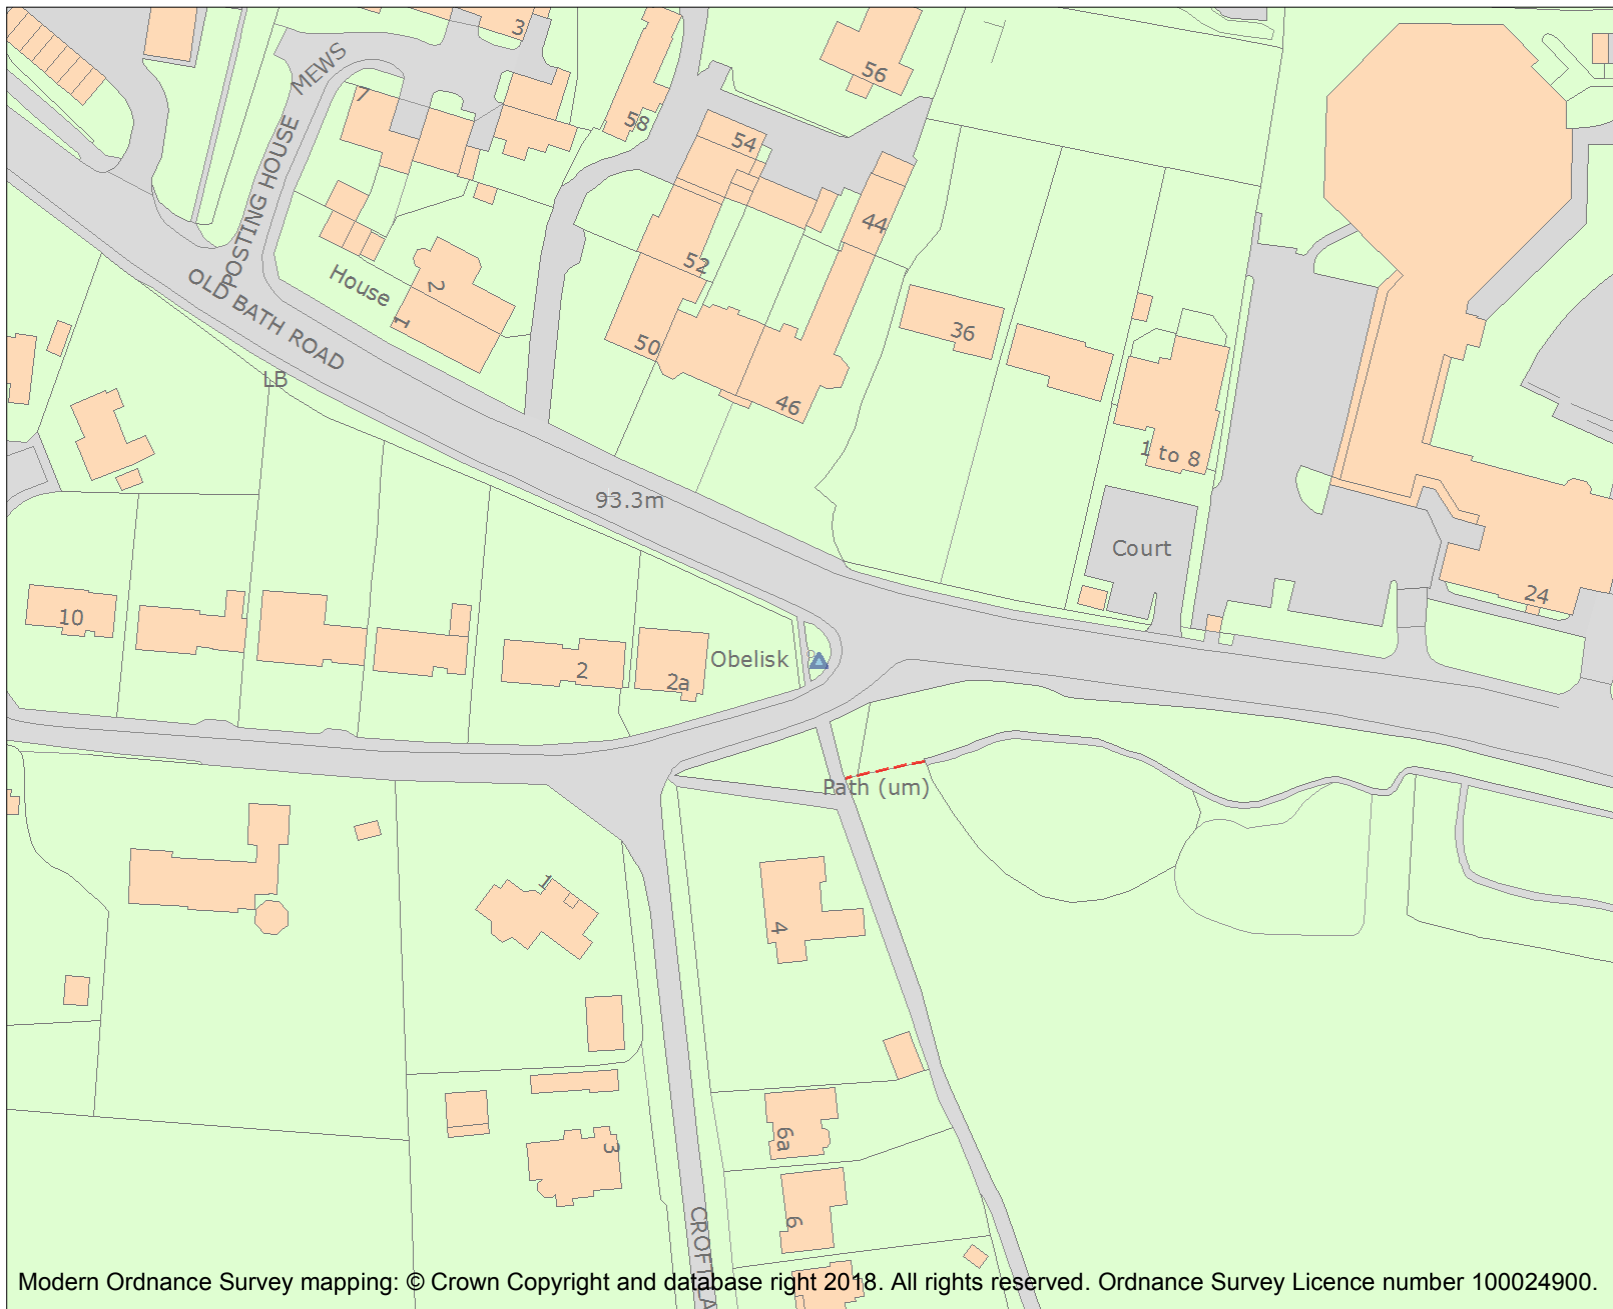 3
MEWS
7
58
56
54
POSTING HOUSE
44
52
House
2
1
OLD BATH ROAD
36
50
LB
46
1 to 8
93.3m
Court
24
10
2
2a
Obelisk
Path (um)
1
4
3
6a
6
CROFT LA
Modern Ordnance Survey mapping: © Crown Copyright and database right 2018. All rights reserved. Ordnance Survey Licence number 100024900.